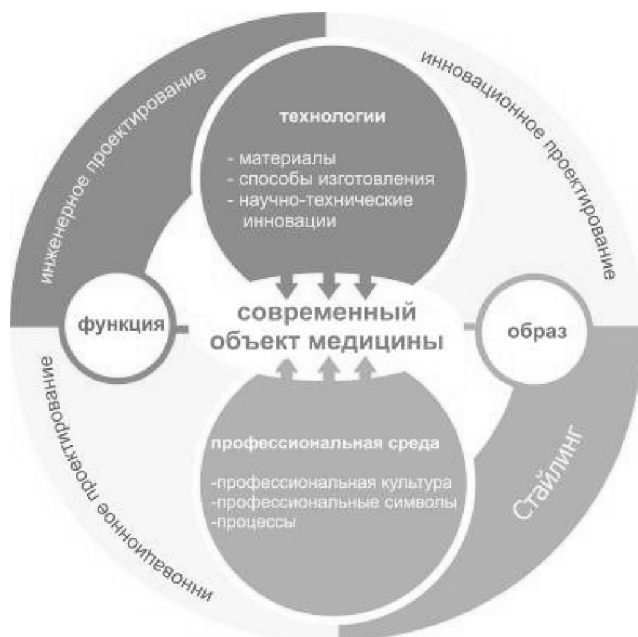 инженерное проектирование
инновационное проектирование
технологии
- материалы
- способы изготовления
- научно-технические
инновации
функция
современный
объект медицины
образ
профессиональная среда
-профессиональная культура
-профессиональные символы
-процессы
инновационное проектирование
Стайлинг